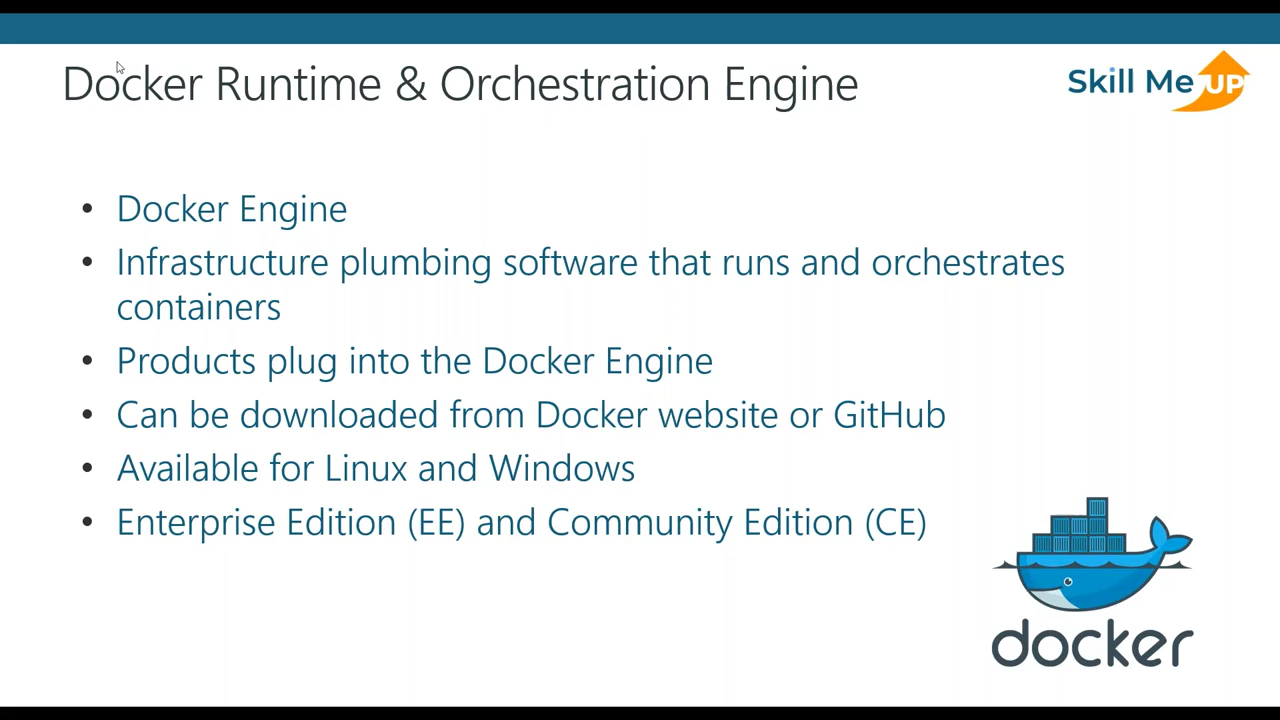 Docker Runtime & Orchestration Engine
Skill Me UP
• Docker Engine
• Infrastructure plumbing software that runs and orchestrates
containers
• Products plug into the Docker Engine
• Can be downloaded from Docker website or GitHub
• Available for Linux and Windows
• Enterprise Edition (EE) and Community Edition (CE)
docker